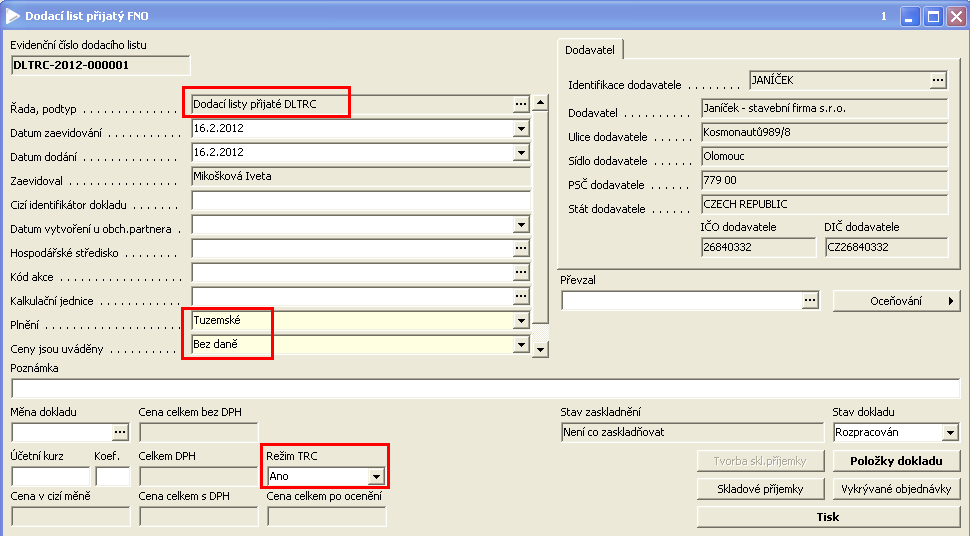 Dodací list přijatý FNO 1
Evidenční číslo dodacího listu
DLTRC-2012-000001
Řada, podtyp . . . . . . . . . . . . Dodací listy přijaté DLTRC ...
Datum zaevidování . . . . . . . . . . 16.2.2012
Datum dodání . . . . . . . . . . . . 16.2.2012
Zaevidoval . . . . . . . . . . . . . . Mikošková Iveta
Cizí identifikátor dokladu . . . . . .
Datum vytvoření u obch.partnera .
Hospodářské středisko . . . . . . . . ...
Kód akce . . . . . . . . . . . . . . . ...
Kalkulační jednice . . . . . . . . . . ...
Plnění . . . . . . . . . . . . . . . . Tuzemské
Ceny jsou uváděny . . . . . . . . . Bez daně
Dodavatel
Identifikace dodavatele . . . . . . . . JANÍČEK ...
Dodavatel . . . . . . . . . . Janíček - stavební firma s.r.o.
Ulice dodavatele . . . . . . Kosmonautů989/8
Sídlo dodavatele . . . . . . Olomouc
PSČ dodavatele . . . . . . 779 00
Stát dodavatele . . . . . . CZECH REPUBLIC
IČO dodavatele DIČ dodavatele
26840332 CZ26840332
Převzal
... Oceňování
Poznámka
Měna dokladu Cena celkem bez DPH Stav zaskladnění Stav dokladu
... Není co zaskladňovat Rozpracován
Účetní kurz Koef. Celkem DPH Režim TRC
Ano
Tvorba skl.příjemky Položky dokladu
Cena v cizí měně Cena celkem s DPH Cena celkem po ocenění
Skladové příjemky Vykrývané objednávky
Tisk